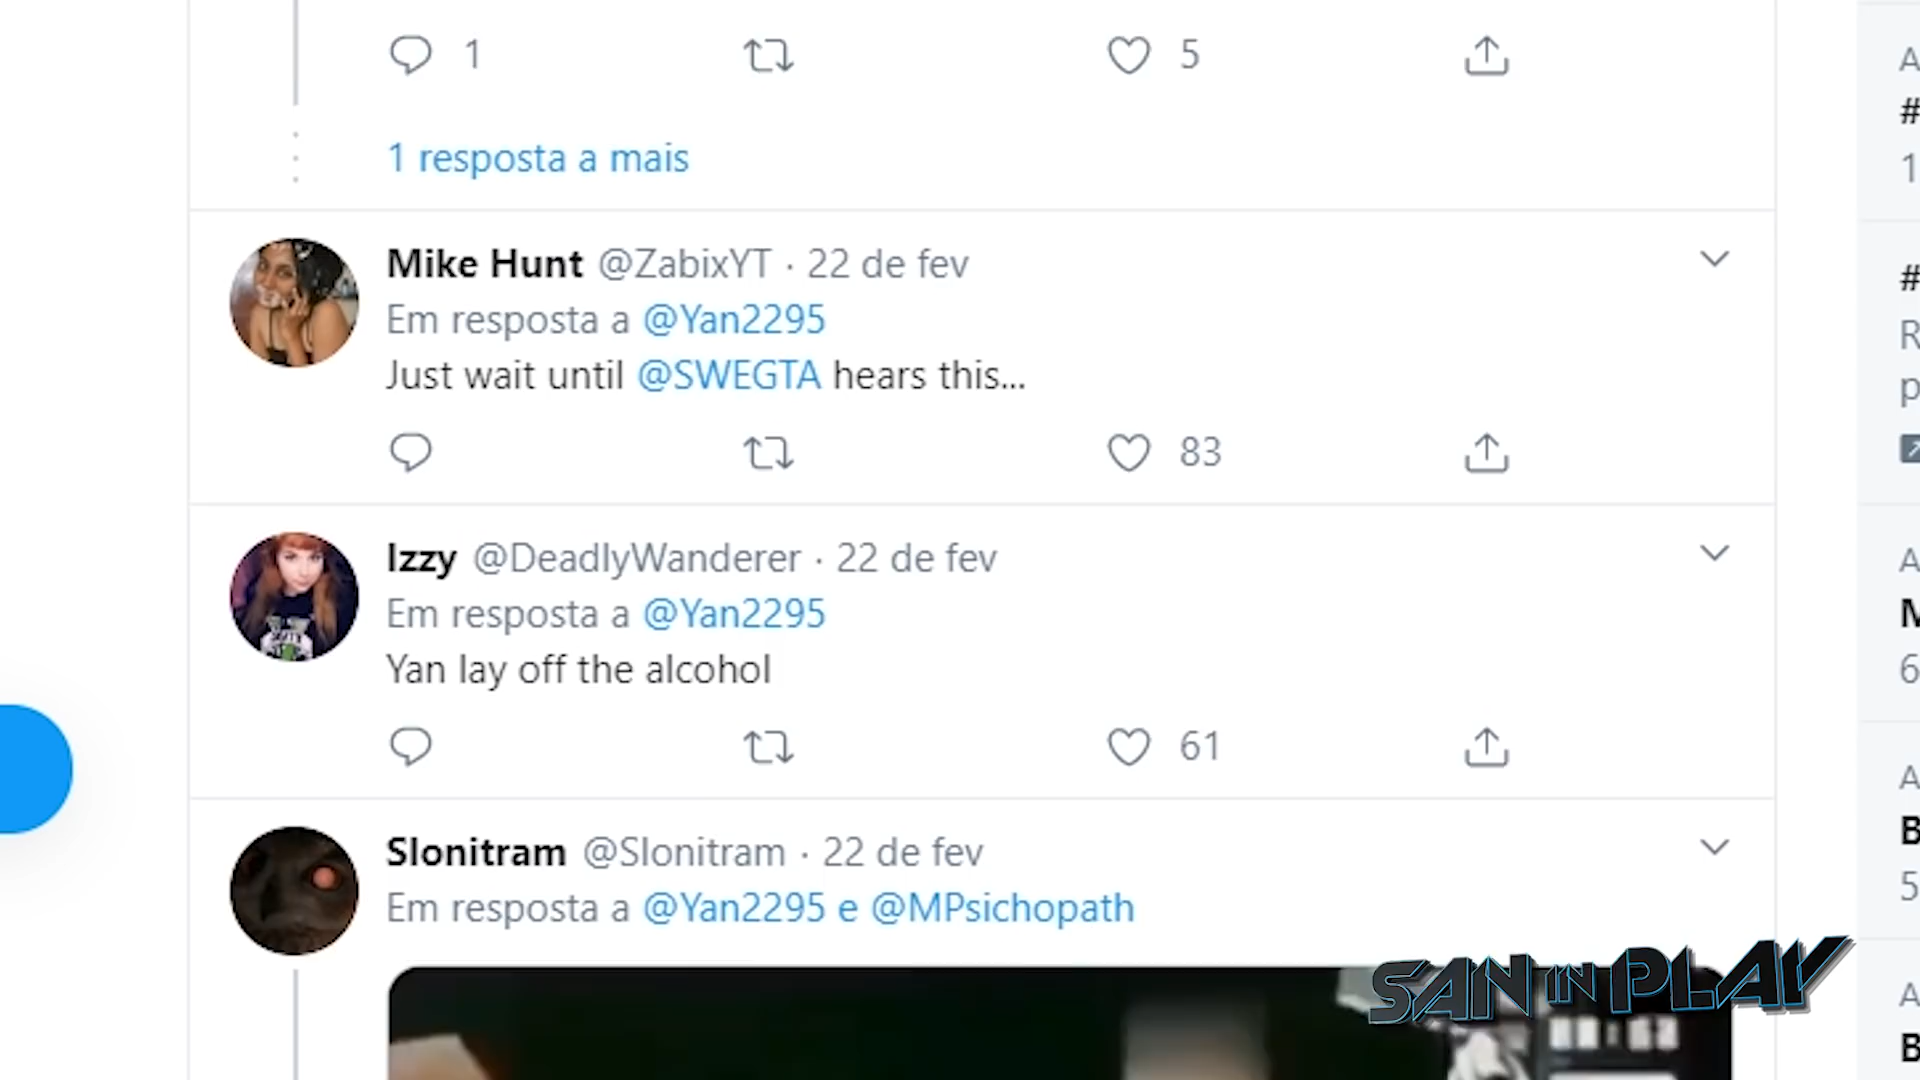 1 5
1 resposta a mais
Mike Hunt @ZabixYT · 22 de fev
Em resposta a @Yan2295
Just wait until @SWEGTA hears this...
83
Izzy @DeadlyWanderer · 22 de fev
Em resposta a @Yan2295
Yan lay off the alcohol
61
Slonitram @Slonitram · 22 de fev
Em resposta a @Yan2295 e @MPsichopath
SAN IN PLAY